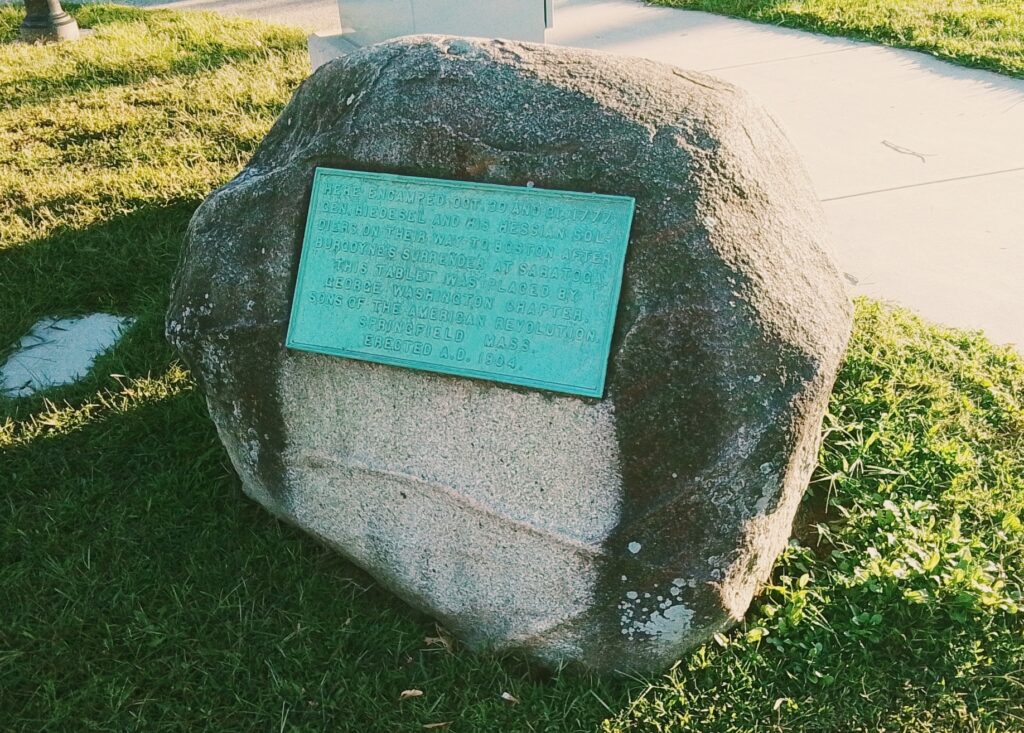 HERE ENCAMPED OCT. 30 AND 31, 1777,
GEN. RIEDESEL AND HIS HESSIAN SOL-
DIERS, ON THEIR WAY TO BOSTON AFTER
BURGOYNE'S SURRENDER AT SARATOGA.
THIS TABLET WAS PLACED BY
GEORGE WASHINGTON CHAPTER,
SONS OF THE AMERICAN REVOLUTION,
SPRINGFIELD MASS.
ERECTED A.D. 1904.